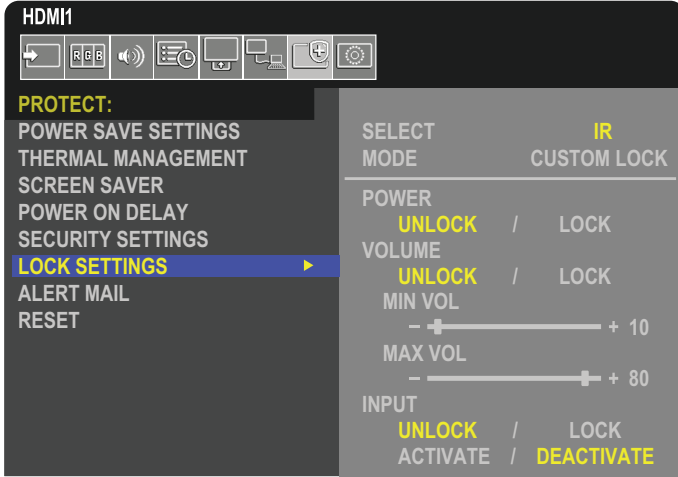 HDMI1
RGB
PROTECT:
POWER SAVE SETTINGS
THERMAL MANAGEMENT
SCREEN SAVER
POWER ON DELAY
SECURITY SETTINGS
LOCK SETTINGS
ALERT MAIL
RESET
SELECT IR
MODE CUSTOM LOCK
POWER
UNLOCK / LOCK
VOLUME
UNLOCK / LOCK
MIN VOL
− + 10
MAX VOL
− + 80
INPUT
UNLOCK / LOCK
ACTIVATE / DEACTIVATE